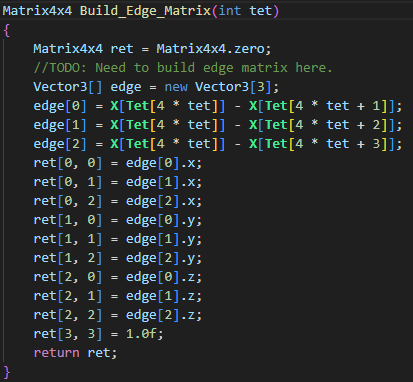 Matrix4x4 Build_Edge_Matrix(int tet)
{
    Matrix4x4 ret = Matrix4x4.zero;
    //TODO: Need to build edge matrix here.
    Vector3[] edge = new Vector3[3];
    edge[0] = X[Tet[4 * tet]] - X[Tet[4 * tet + 1]];
    edge[1] = X[Tet[4 * tet]] - X[Tet[4 * tet + 2]];
    edge[2] = X[Tet[4 * tet]] - X[Tet[4 * tet + 3]];
    ret[0, 0] = edge[0].x;
    ret[0, 1] = edge[1].x;
    ret[0, 2] = edge[2].x;
    ret[1, 0] = edge[0].y;
    ret[1, 1] = edge[1].y;
    ret[1, 2] = edge[2].y;
    ret[2, 0] = edge[0].z;
    ret[2, 1] = edge[1].z;
    ret[2, 2] = edge[2].z;
    ret[3, 3] = 1.0f;
    return ret;
}